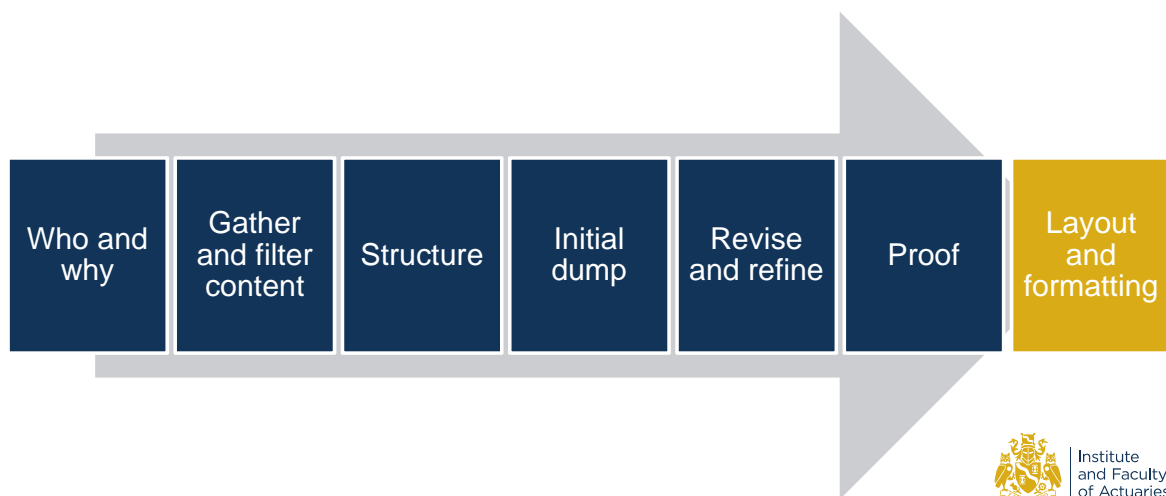 Who and
why
Gather
and filter
content
Structure
Initial
dump
Revise
and refine
Proof
Layout
and
formatting
Institute
and Faculty
of Actuaries